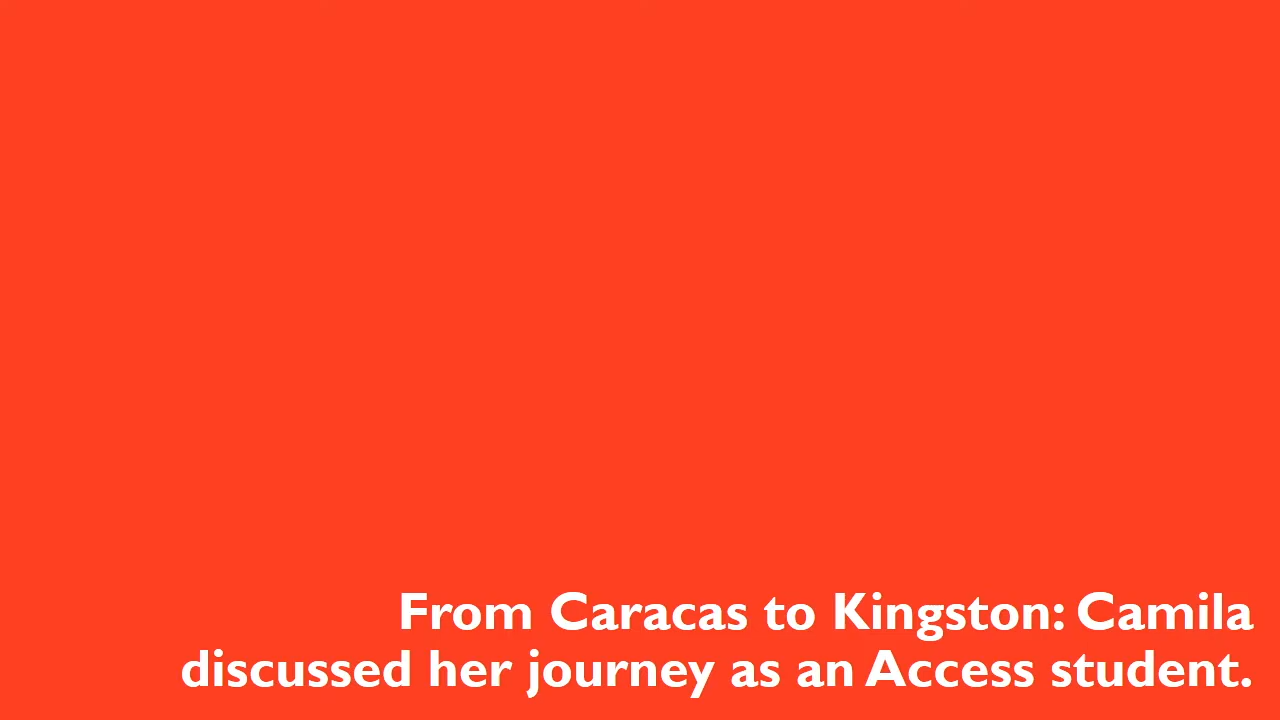 From Caracas to Kingston: Camila
discussed her journey as an Access student.